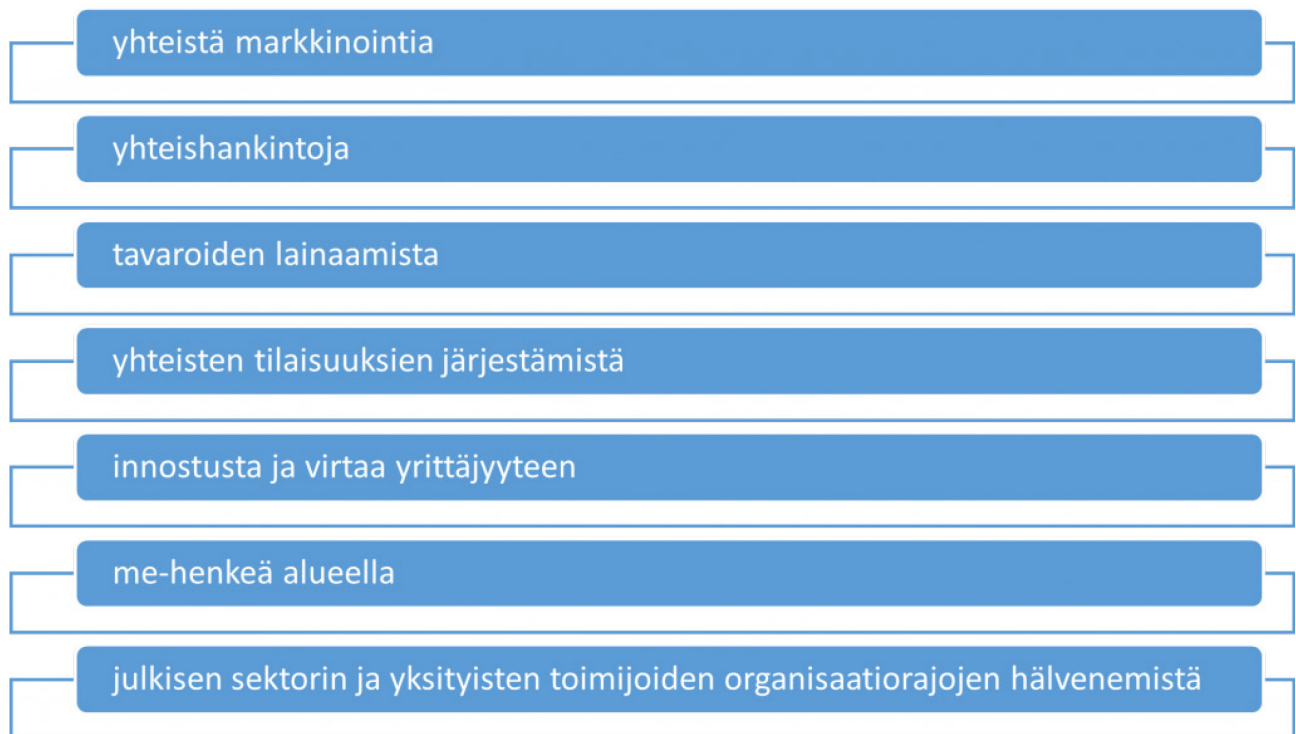 yhteistä markkinointia
yhteishankintoja
tavaroiden lainaamista
yhteisten tilaisuuksien järjestämistä
innostusta ja virtaa yrittäjyyteen
me-henkeä alueella
julkisen sektorin ja yksityisten toimijoiden organisaatiorajojen hälvenemistä